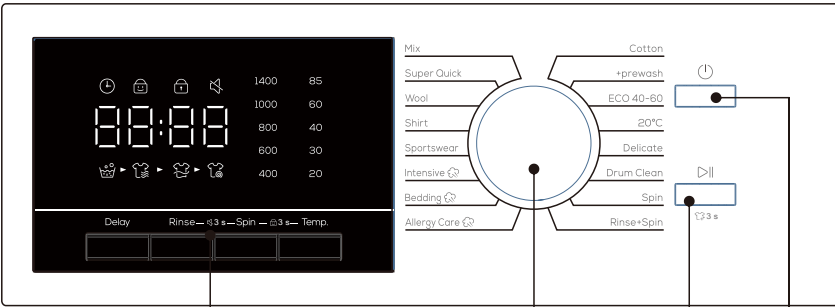 88:88
1400 85
1000 60
800 40
600 30
400 20
Delay Rinse 3 s Spin 3 s Temp.
Mix
Super Quick
Wool
Shirt
Sportswear
Intensive
Bedding
Allergy Care
Cotton
+prewash
ECO 40-60
20°C
Delicate
Drum Clean
Spin
Rinse+Spin
3 s